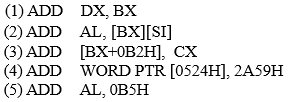 (1) ADD DX, BX
(2) ADD AL, [BX][SI]
(3) ADD [BX+0B2H], CX
(4) ADD WORD PTR [0524H], 2A59H
(5) ADD AL, 0B5H